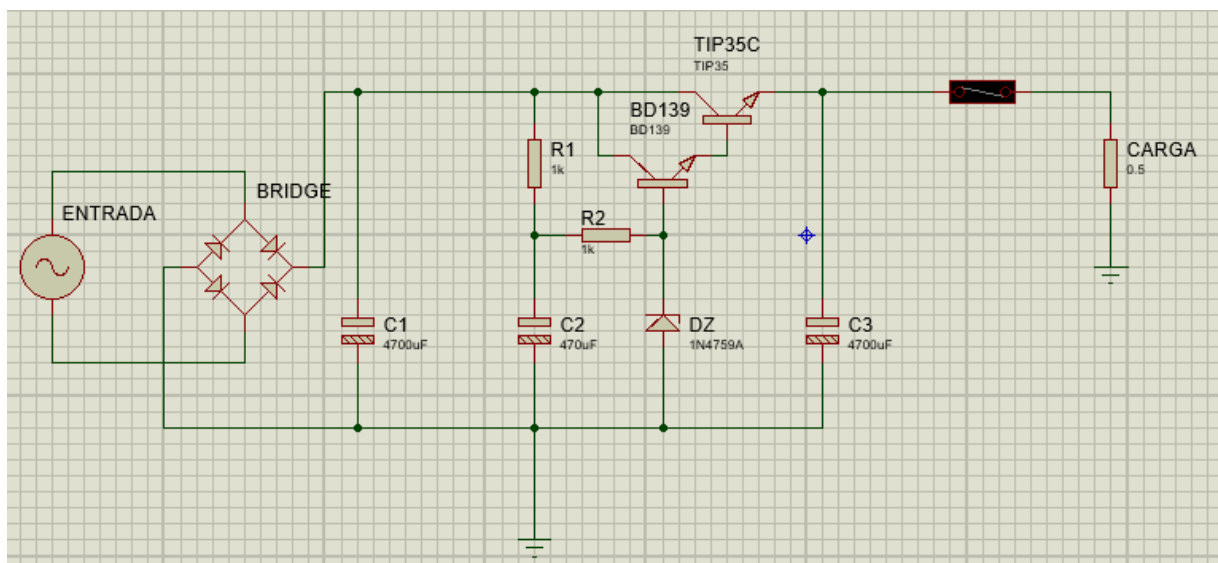 TIP35C
TIP35
BD139
BD139
R1
1k
CARGA
0.5
BRIDGE
ENTRADA
R2
1k
C1
4700uF
C2
470uF
DZ
1N4759A
C3
4700uF